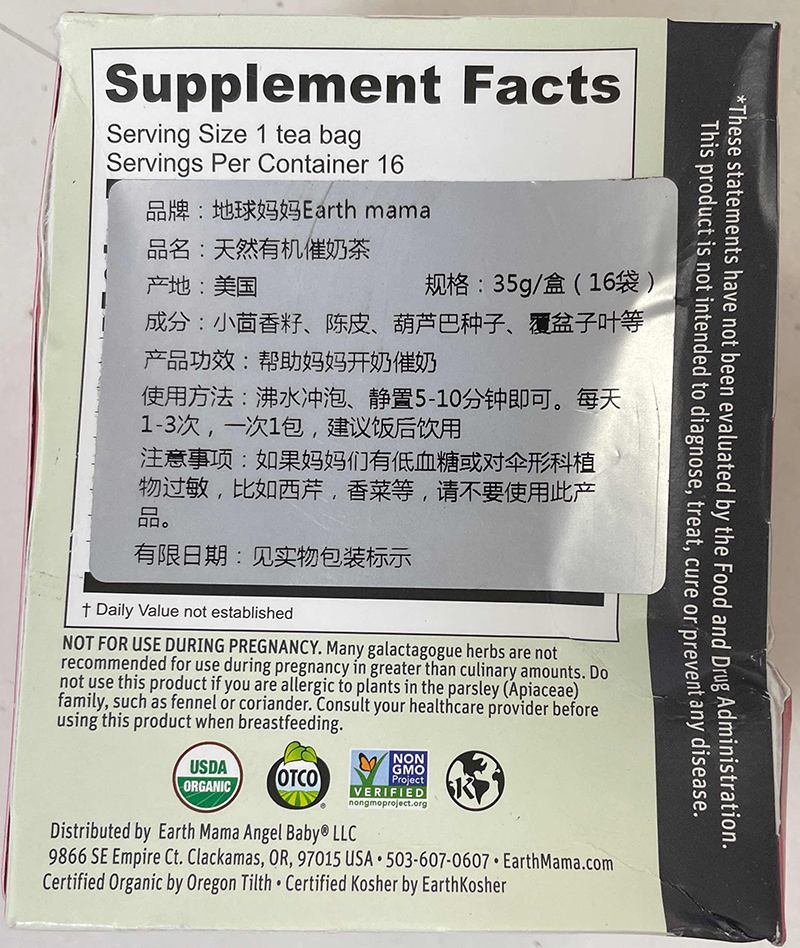 Supplement Facts
Serving Size 1 tea bag
Servings Per Container 16
品牌：地球妈妈Earth mama
品名：天然有机催奶茶
产地：美国 规格：35g/盒（16袋）
成分：小茴香籽、陈皮、葫芦巴种子、覆盆子叶等
产品功效：帮助妈妈开奶催奶
使用方法：沸水冲泡、静置5-10分钟即可。每天
1-3次，一次1包，建议饭后饮用
注意事项：如果妈妈们有低血糖或对伞形科植
物过敏，比如西芹，香菜等，请不要使用此产
品。
有限日期：见实物包装标示
† Daily Value not established
NOT FOR USE DURING PREGNANCY. Many galactagogue herbs are not
recommended for use during pregnancy in greater than culinary amounts. Do
not use this product if you are allergic to plants in the parsley (Apiaceae)
family, such as fennel or coriander. Consult your healthcare provider before
using this product when breastfeeding.
USDA
ORGANIC
OTCO
®
NON
GMO
Project
VERIFIED
nongmoproject.org
K
Distributed by Earth Mama Angel Baby® LLC
9866 SE Empire Ct. Clackamas, OR, 97015 USA • 503-607-0607 • EarthMama.com
Certified Organic by Oregon Tilth • Certified Kosher by EarthKosher
*These statements have not been evaluated by the Food and Drug Administration.
This product is not intended to diagnose, treat, cure or prevent any disease.